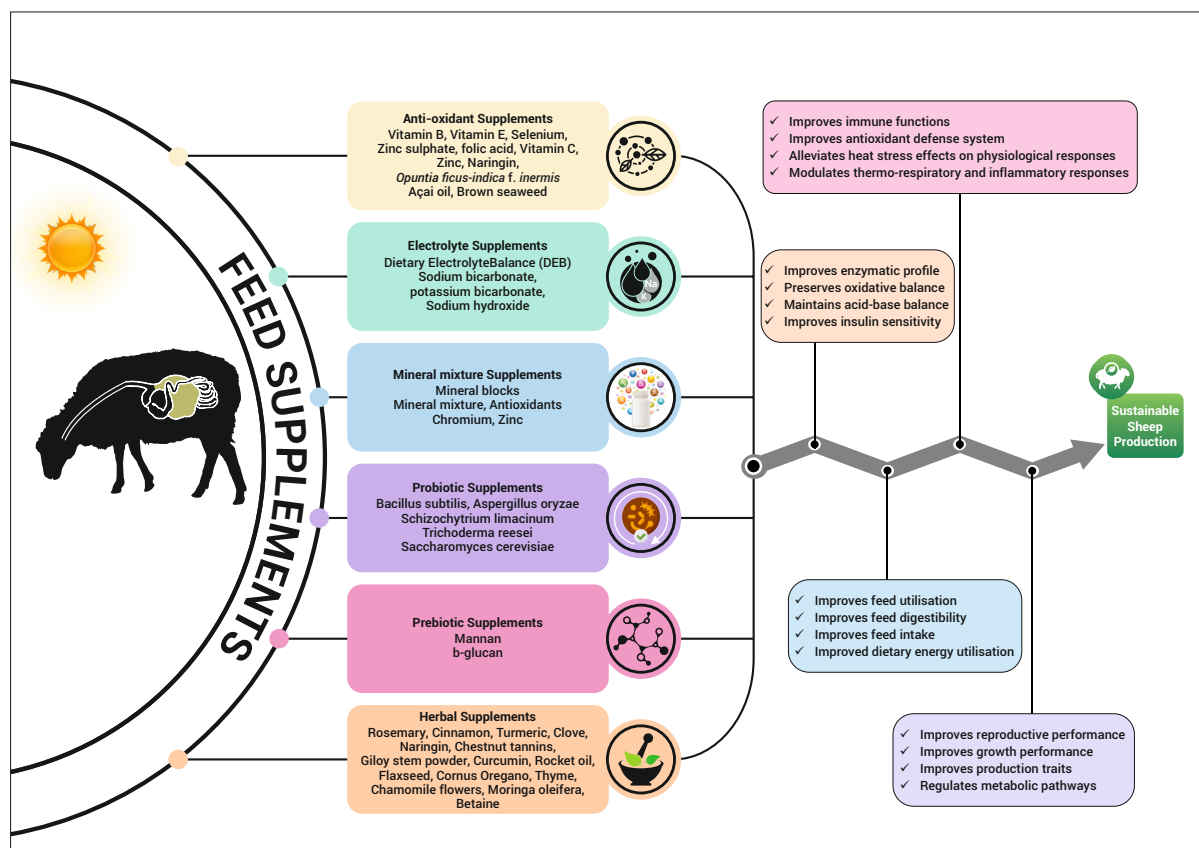 FEED SUPPLEMENTS
Anti-oxidant Supplements
Vitamin B, Vitamin E, Selenium,
Zinc sulphate, folic acid, Vitamin C,
Zinc, Naringin,
Opuntia ficus-indica f. inermis
Açai oil, Brown seaweed
Electrolyte Supplements
Dietary ElectrolyteBalance (DEB)
Sodium bicarbonate,
potassium bicarbonate,
Sodium hydroxide
Na
K
Mineral mixture Supplements
Mineral blocks
Mineral mixture, Antioxidants
Chromium, Zinc
Probiotic Supplements
Bacillus subtilis, Aspergillus oryzae
Schizochytrium limacinum
Trichoderma reesei
Saccharomyces cerevisiae
Prebiotic Supplements
Mannan
b-glucan
Herbal Supplements
Rosemary, Cinnamon, Turmeric, Clove,
Naringin, Chestnut tannins,
Giloy stem powder, Curcumin, Rocket oil,
Flaxseed, Cornus Oregano, Thyme,
Chamomile flowers, Moringa oleifera,
Betaine
✓ Improves immune functions
✓ Improves antioxidant defense system
✓ Alleviates heat stress effects on physiological responses
✓ Modulates thermo-respiratory and inflammatory responses
✓ Improves enzymatic profile
✓ Preserves oxidative balance
✓ Maintains acid-base balance
✓ Improves insulin sensitivity
Sustainable
Sheep
Production
✓ Improves feed utilisation
✓ Improves feed digestibility
✓ Improves feed intake
✓ Improved dietary energy utilisation
✓ Improves reproductive performance
✓ Improves growth performance
✓ Improves production traits
✓ Regulates metabolic pathways